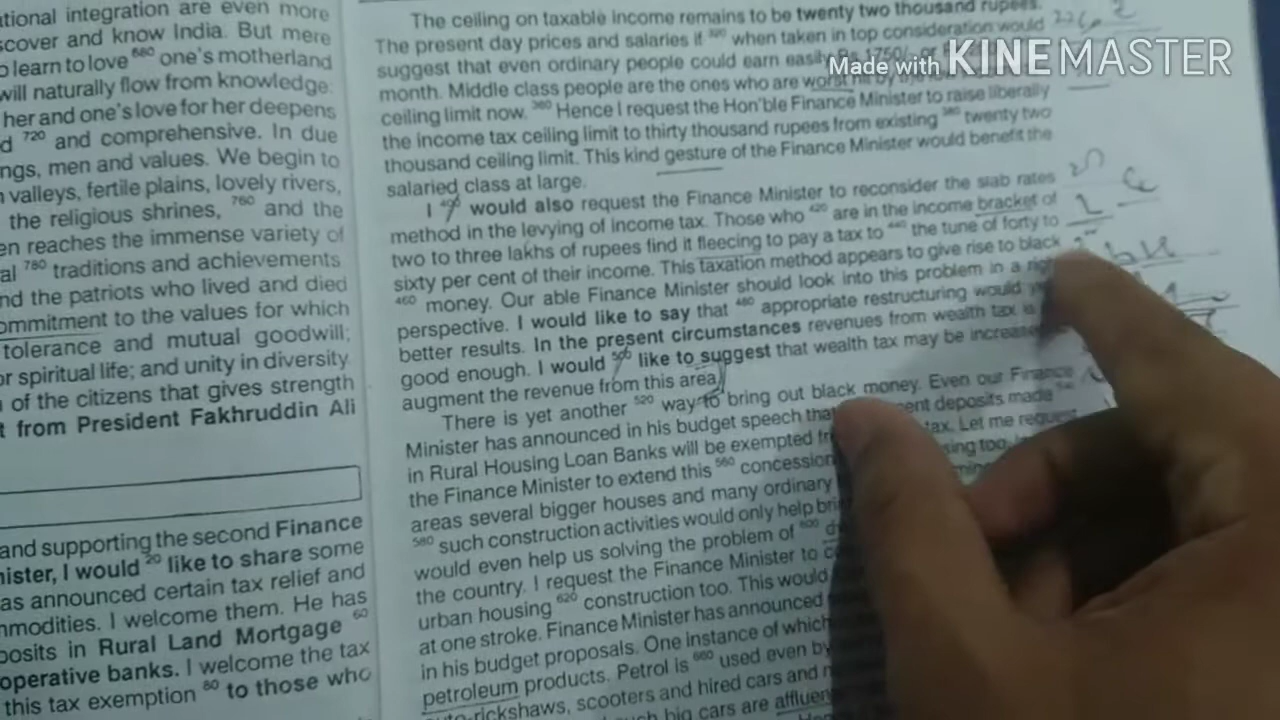 ational integration are even more
scover and know India. But mere
o learn to love 680 one's motherland
will naturally flow from knowledge:
her and one's love for her deepens
d 720 and comprehensive. In due
ngs, men and values. We begin to
valleys, fertile plains, lovely rivers,
the religious shrines, 760 and the
en reaches the immense variety of
al 780 traditions and achievements
nd the patriots who lived and died
ommitment to the values for which
tolerance and mutual goodwill;
or spiritual life; and unity in diversity
of the citizens that gives strength
t from President Fakhruddin Ali
and supporting the second Finance
nister, I would 20 like to share some
as announced certain tax relief and
mmodities. I welcome them. He has
posits in Rural Land Mortgage 60
operative banks. I welcome the tax
this tax exemption 80 to those who
The ceiling on taxable income remains to be twenty two thousand rupees.
The present day prices and salaries if 320 when taken in top consideration would
suggest that even ordinary people could earn easily Rs 1750/- or
month. Middle class people are the ones who are worst hit by
ceiling limit now. 360 Hence I request the Hon'ble Finance Minister to raise liberally
the income tax ceiling limit to thirty thousand rupees from existing 380 twenty two
thousand ceiling limit. This kind gesture of the Finance Minister would benefit the
salaried class at large.
I 400 would also request the Finance Minister to reconsider the slab rates
method in the levying of income tax. Those who 420 are in the income bracket of
two to three lakhs of rupees find it fleecing to pay a tax to 440 the tune of forty to
sixty per cent of their income. This taxation method appears to give rise to black
460 money. Our able Finance Minister should look into this problem in a
perspective. I would like to say that 480 appropriate restructuring would
better results. In the present circumstances revenues from wealth tax
good enough. I would 500 like to suggest that wealth tax may be increase
augment the revenue from this area.
There is yet another 520 way to bring out black money. Even our Finance
Minister has announced in his budget speech tha ent deposits made 540
in Rural Housing Loan Banks will be exempted fr tax. Let me request
the Finance Minister to extend this 560 concession sing too.
areas several bigger houses and many ordinary
580 such construction activities would only help bri
would even help us solving the problem of 600 d
the country. I request the Finance Minister to c
urban housing 620 construction too. This would
at one stroke. Finance Minister has announced
in his budget proposals. One instance of which
petroleum products. Petrol is 660 used even by
auto-rickshaws, scooters and hired cars and
such big cars are affluen
Made with KINEMASTER